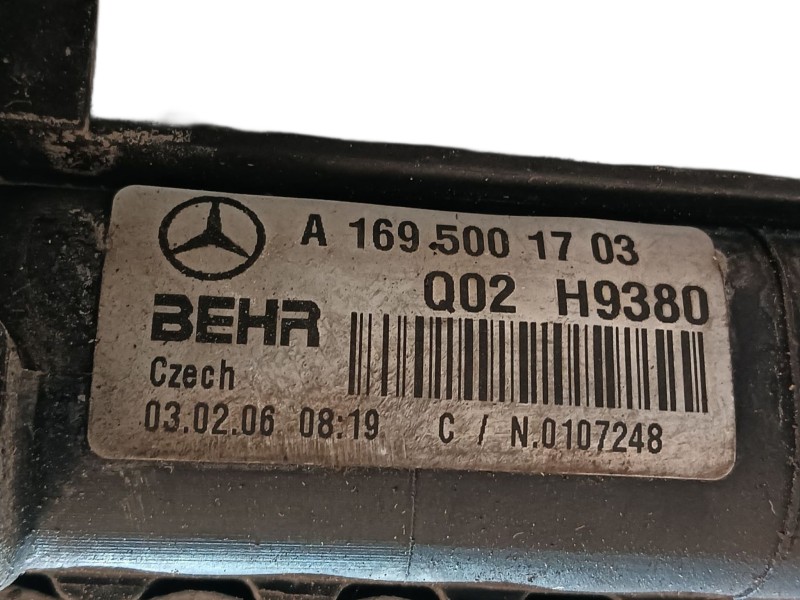 A 169.500 17 03
Q02 H9380
BEHR
Czech
03.02.06 08:19 C / N.0107248